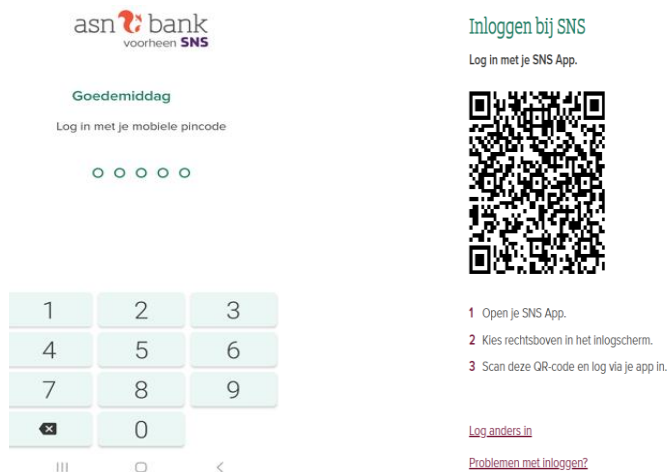 asn bank
voorheen SNS
Goedemiddag
Log in met je mobiele pincode
1 2 3
4 5 6
7 8 9
0
Inloggen bij SNS
Log in met je SNS App.
1 Open je SNS App.
2 Kies rechtsboven in het inlogscherm.
3 Scan deze QR-code en log via je app in.
Log anders in
Problemen met inloggen?